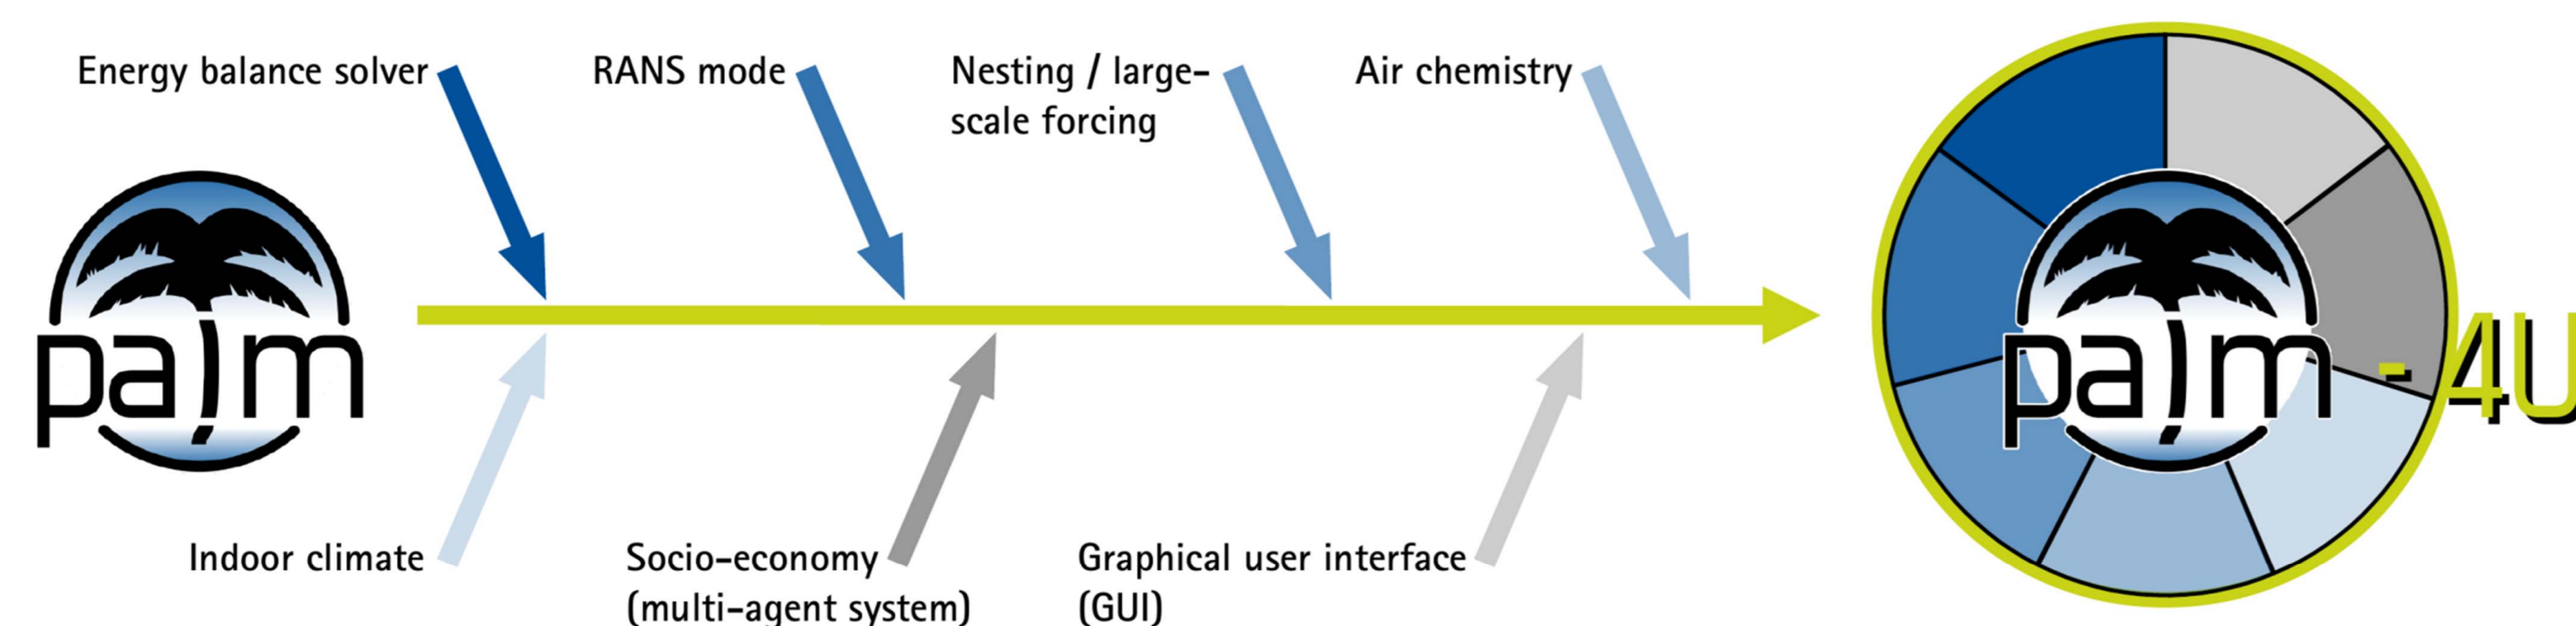 Energy balance solver
RANS mode
Nesting / large-
scale forcing
Air chemistry
palm
palm - 4U
Indoor climate
Socio-economy
(multi-agent system)
Graphical user interface
(GUI)